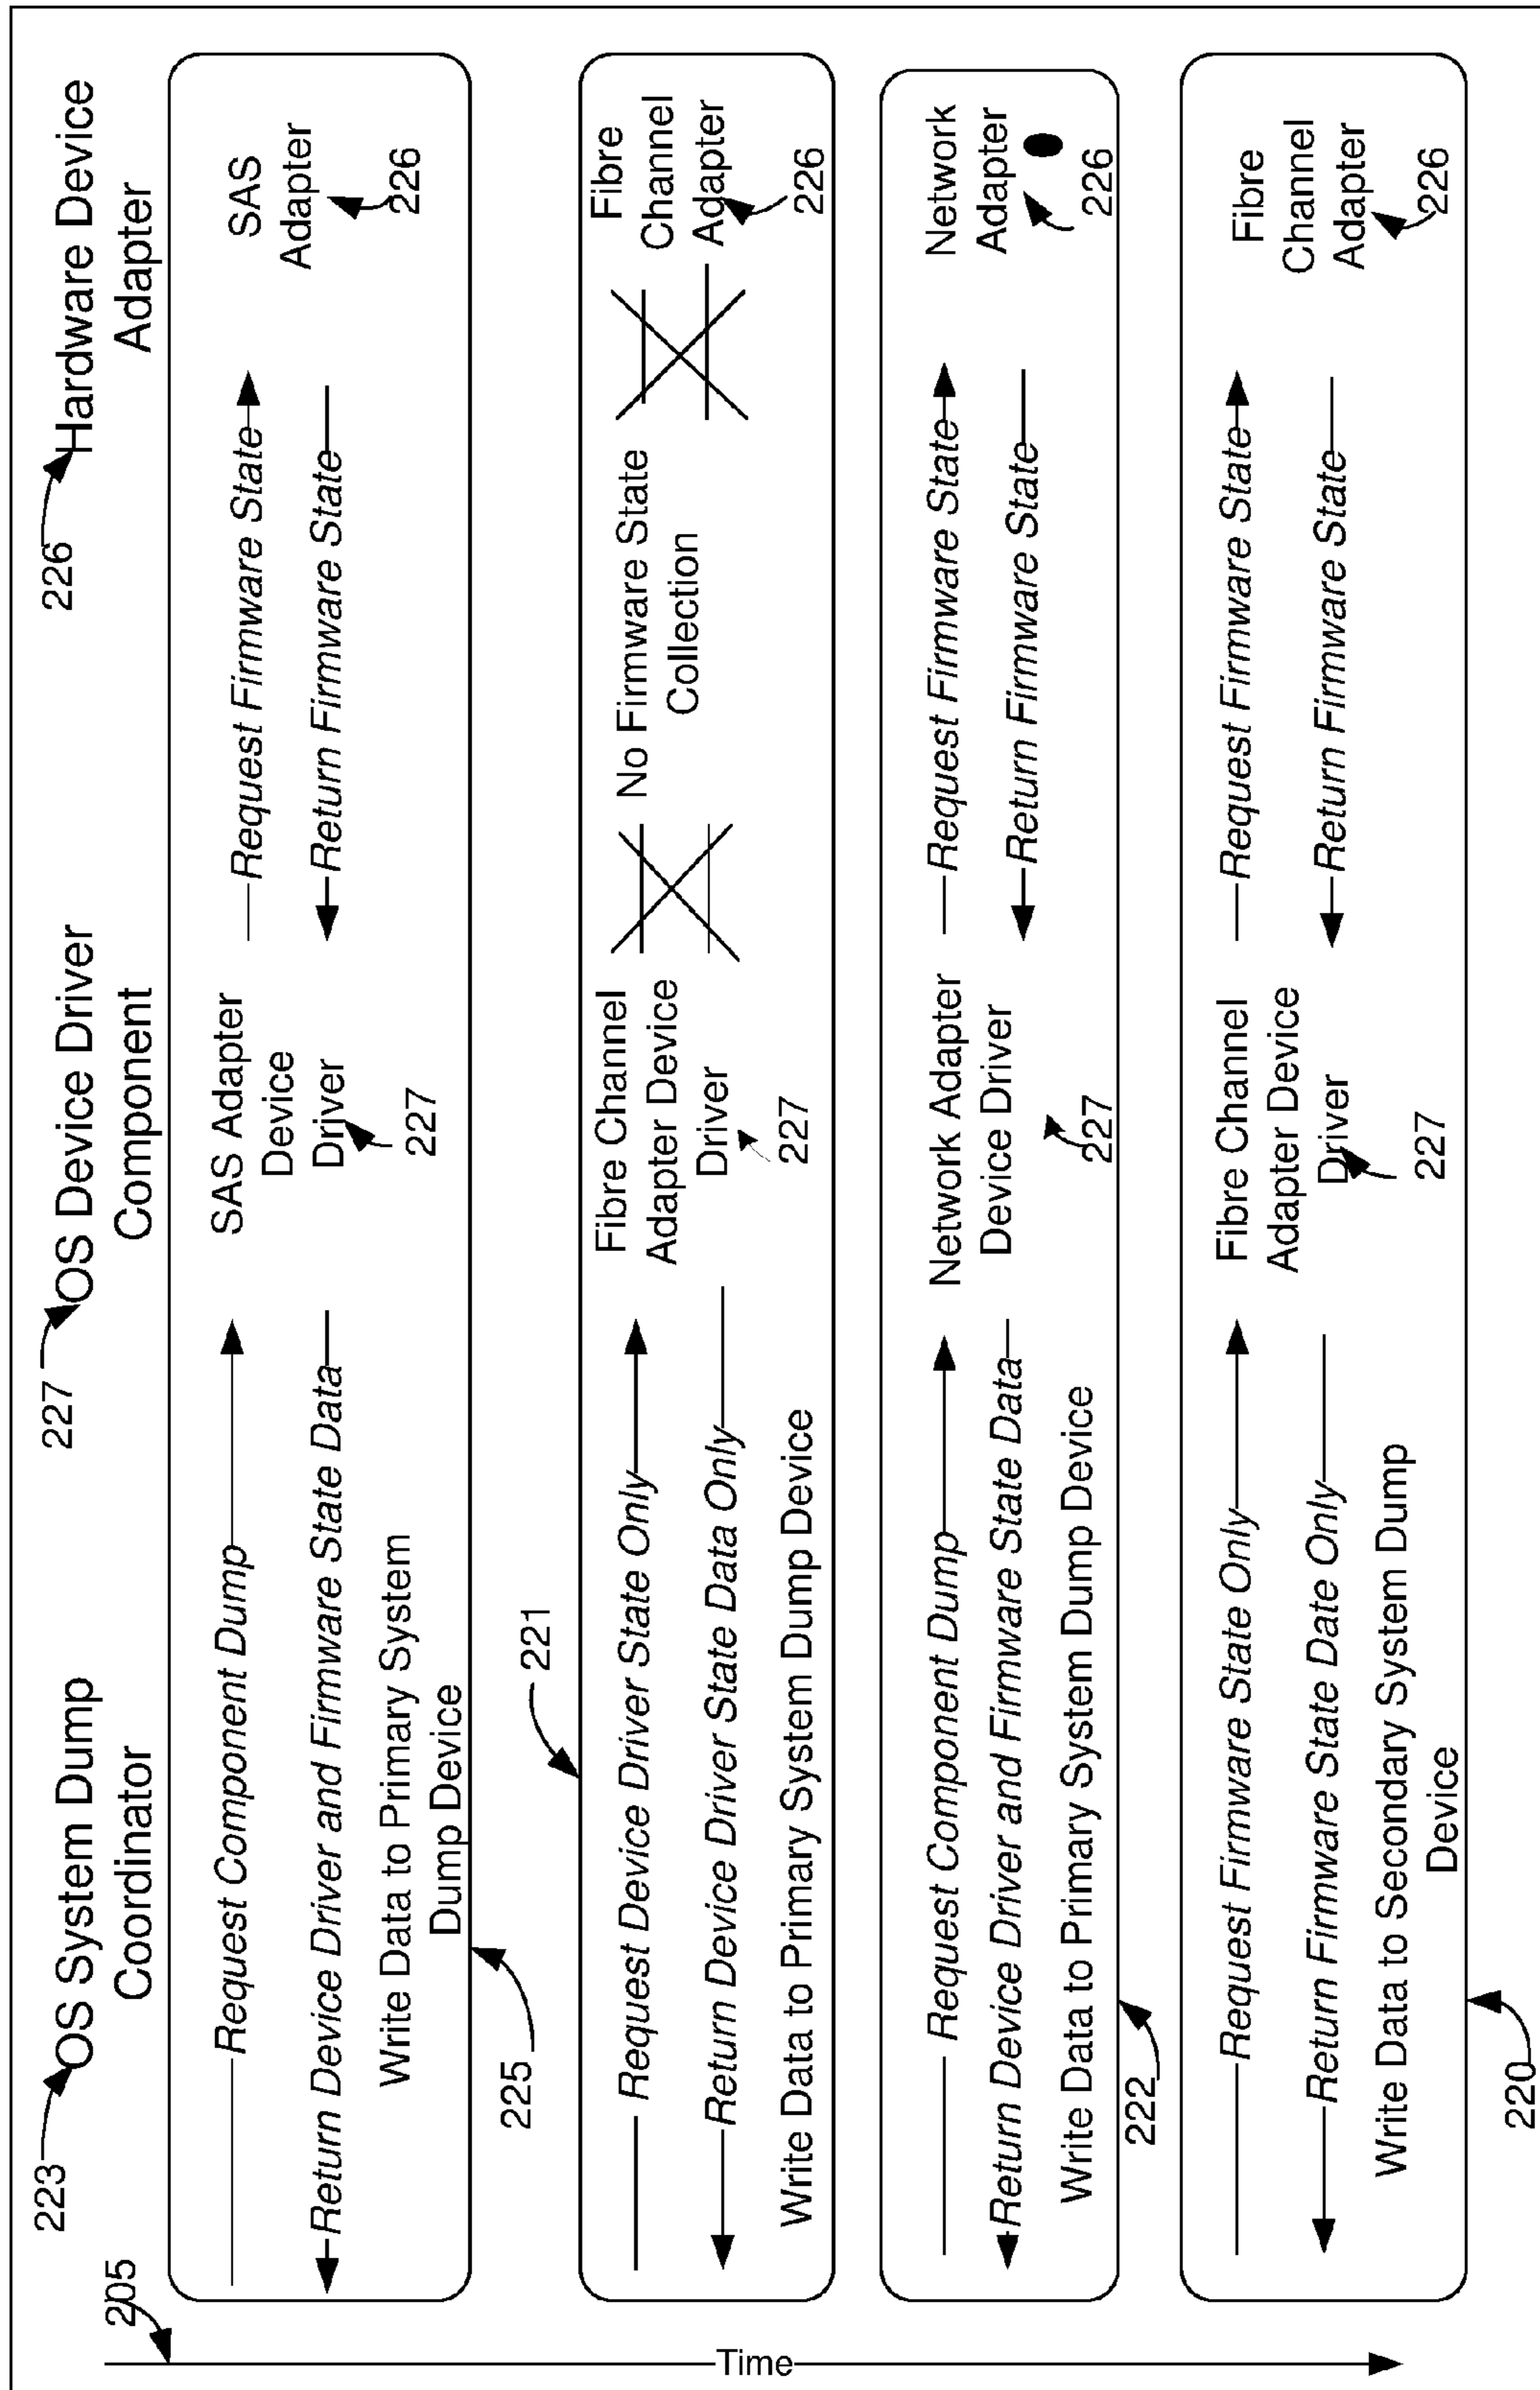 205
223
OS System Dump
Coordinator
227
OS Device Driver
Component
226
Hardware Device
Adapter
Request Component Dump
Return Device Driver and Firmware State Data
Write Data to Primary System
Dump Device
225
SAS Adapter
Device
Driver
227
Request Firmware State
Return Firmware State
SAS
Adapter
226
221
Request Device Driver State Only
Return Device Driver State Data Only
Write Data to Primary System Dump Device
Fibre Channel
Adapter Device
Driver
227
No Firmware State
Collection
Fibre
Channel
Adapter
226
Request Component Dump
Return Device Driver and Firmware State Data
Write Data to Primary System Dump Device
222
Network Adapter
Device Driver
227
Request Firmware State
Return Firmware State
Network
Adapter
226
Request Firmware State Only
Return Firmware State Date Only
Write Data to Secondary System Dump
Device
220
Fibre Channel
Adapter Device
Driver
227
Request Firmware State
Return Firmware State
Fibre
Channel
Adapter
226
Time